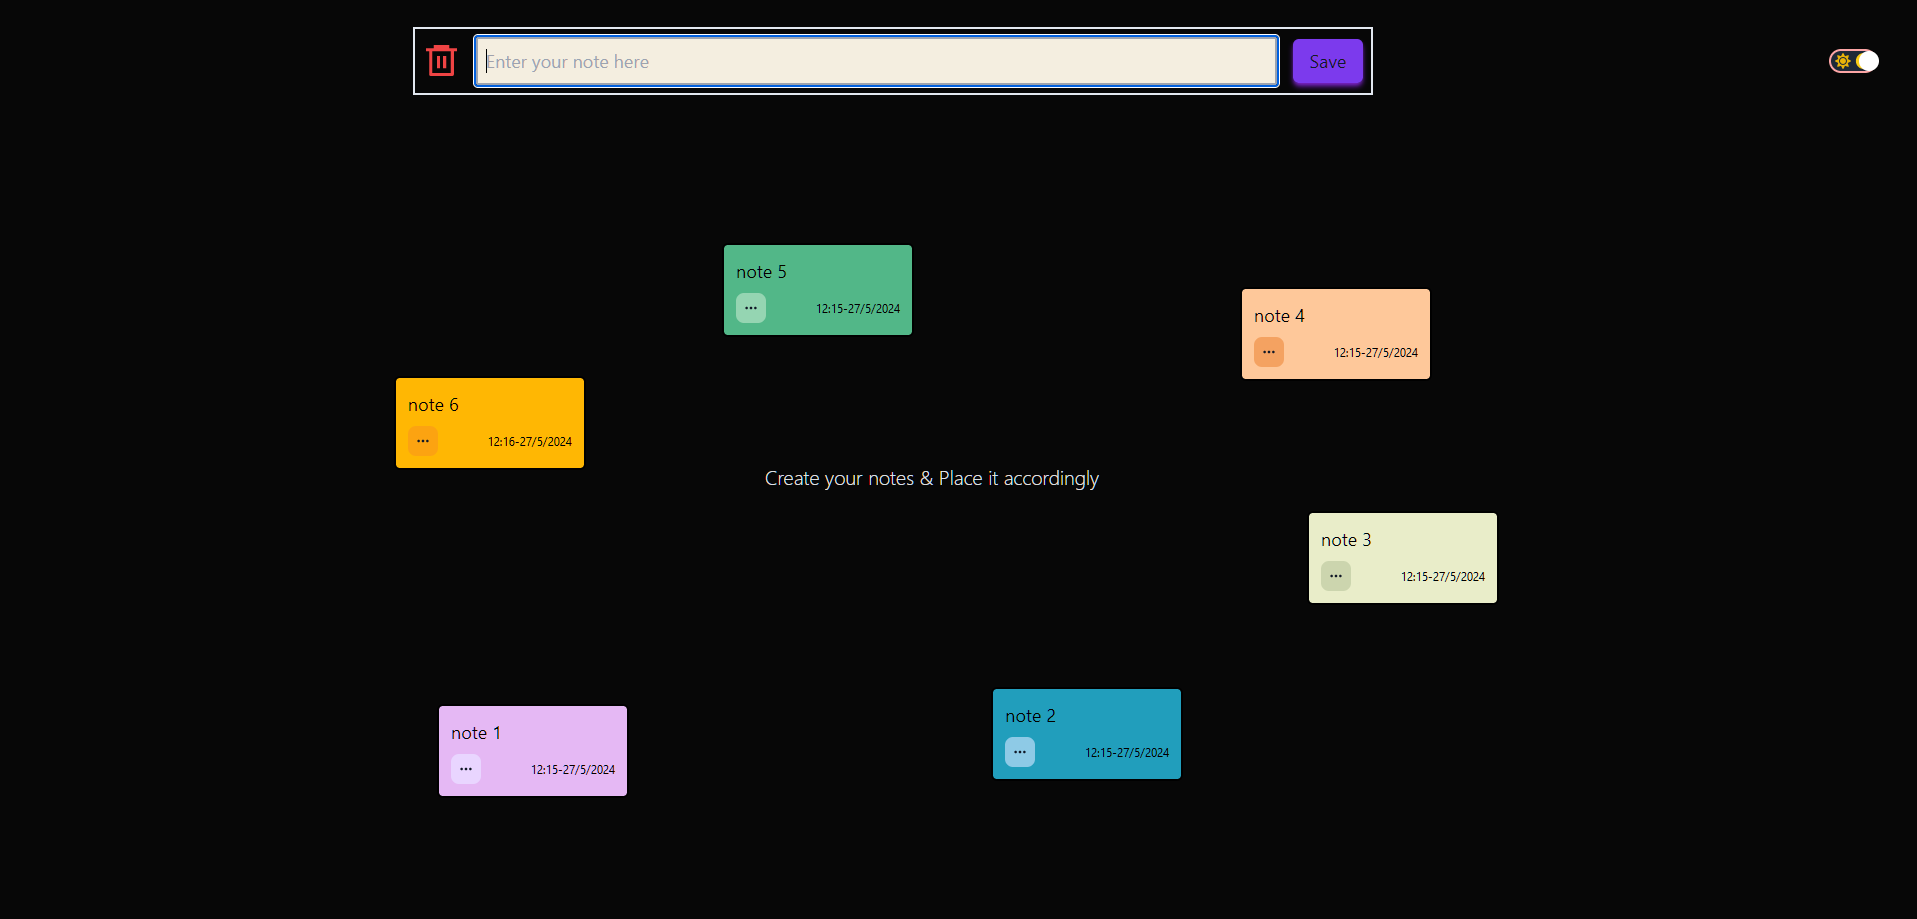 Enter your note here
Save
note 5
... 12:15-27/5/2024
note 4
... 12:15-27/5/2024
note 6
... 12:16-27/5/2024
Create your notes & Place it accordingly
note 3
... 12:15-27/5/2024
note 2
... 12:15-27/5/2024
note 1
... 12:15-27/5/2024